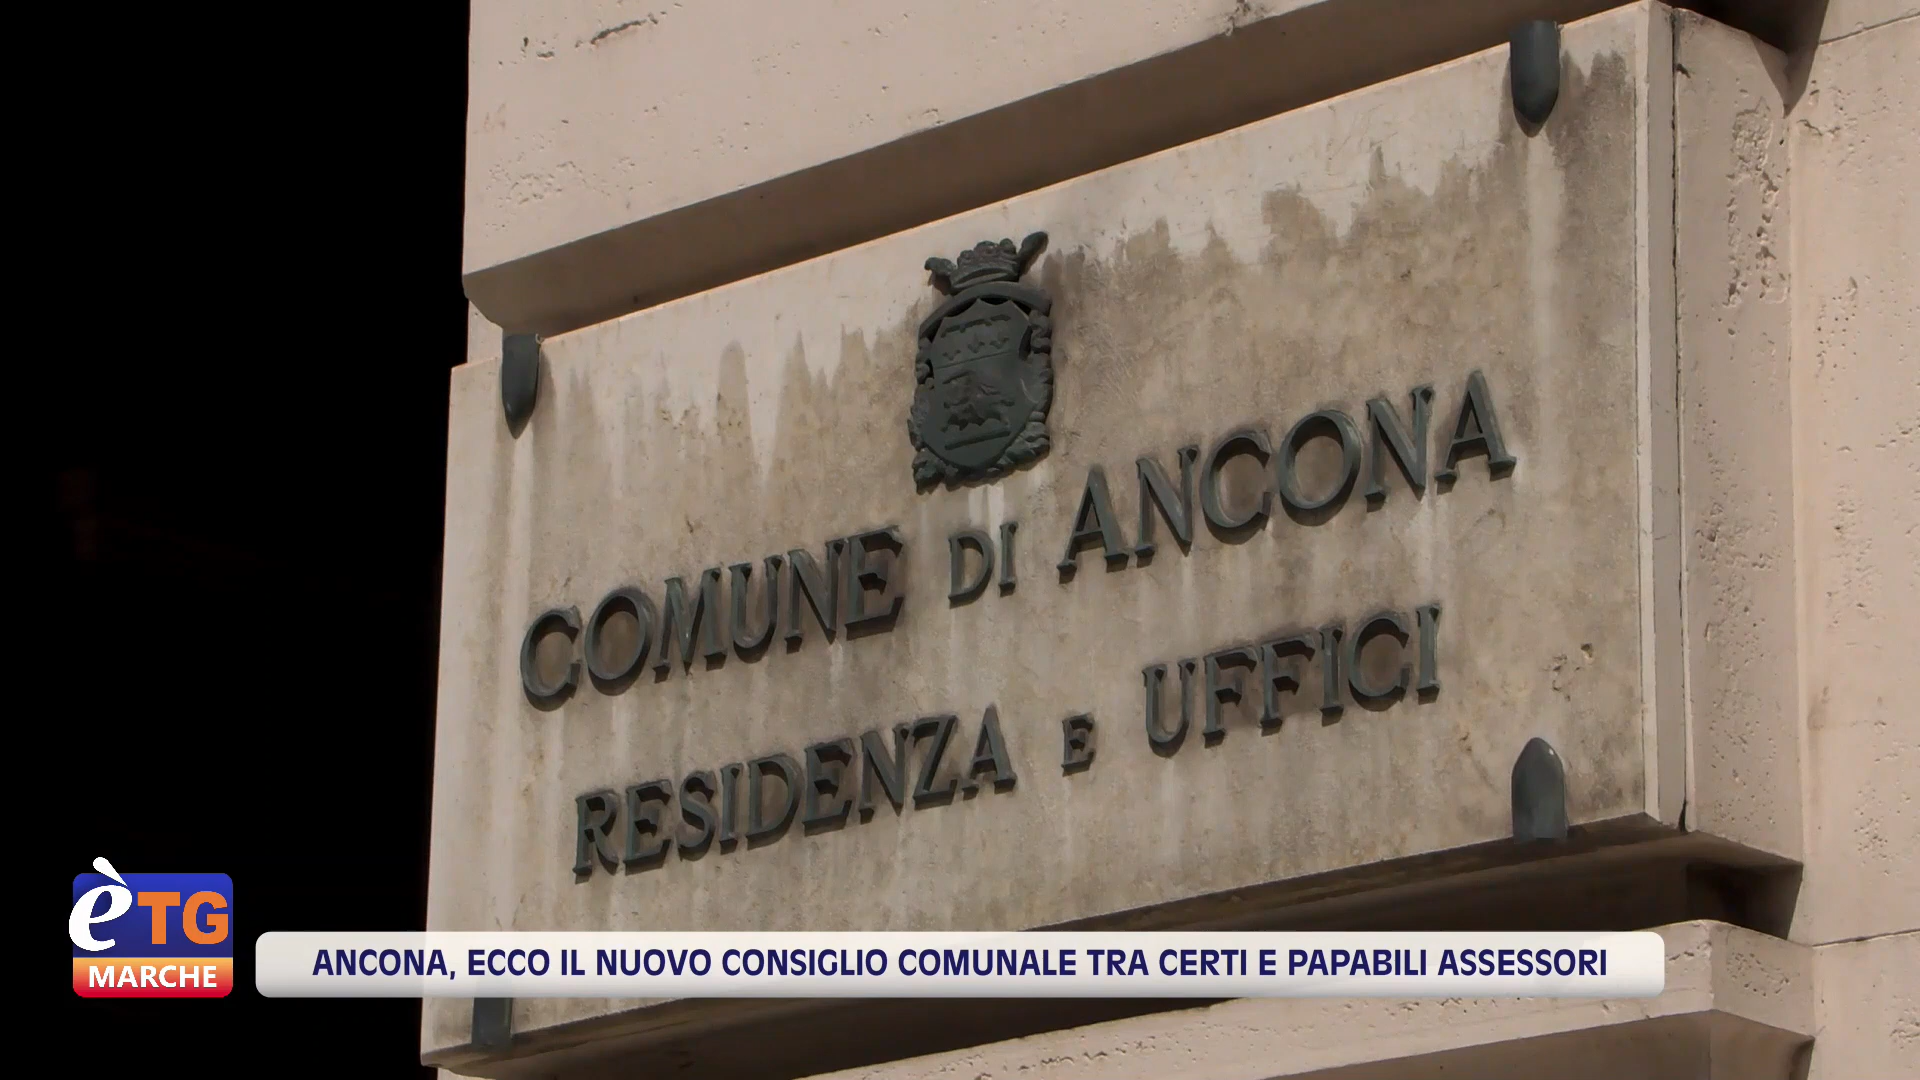 COMUNE DI ANCONA
RESIDENZA E UFFICI
èTG
MARCHE
ANCONA, ECCO IL NUOVO CONSIGLIO COMUNALE TRA CERTI E PAPABILI ASSESSORI